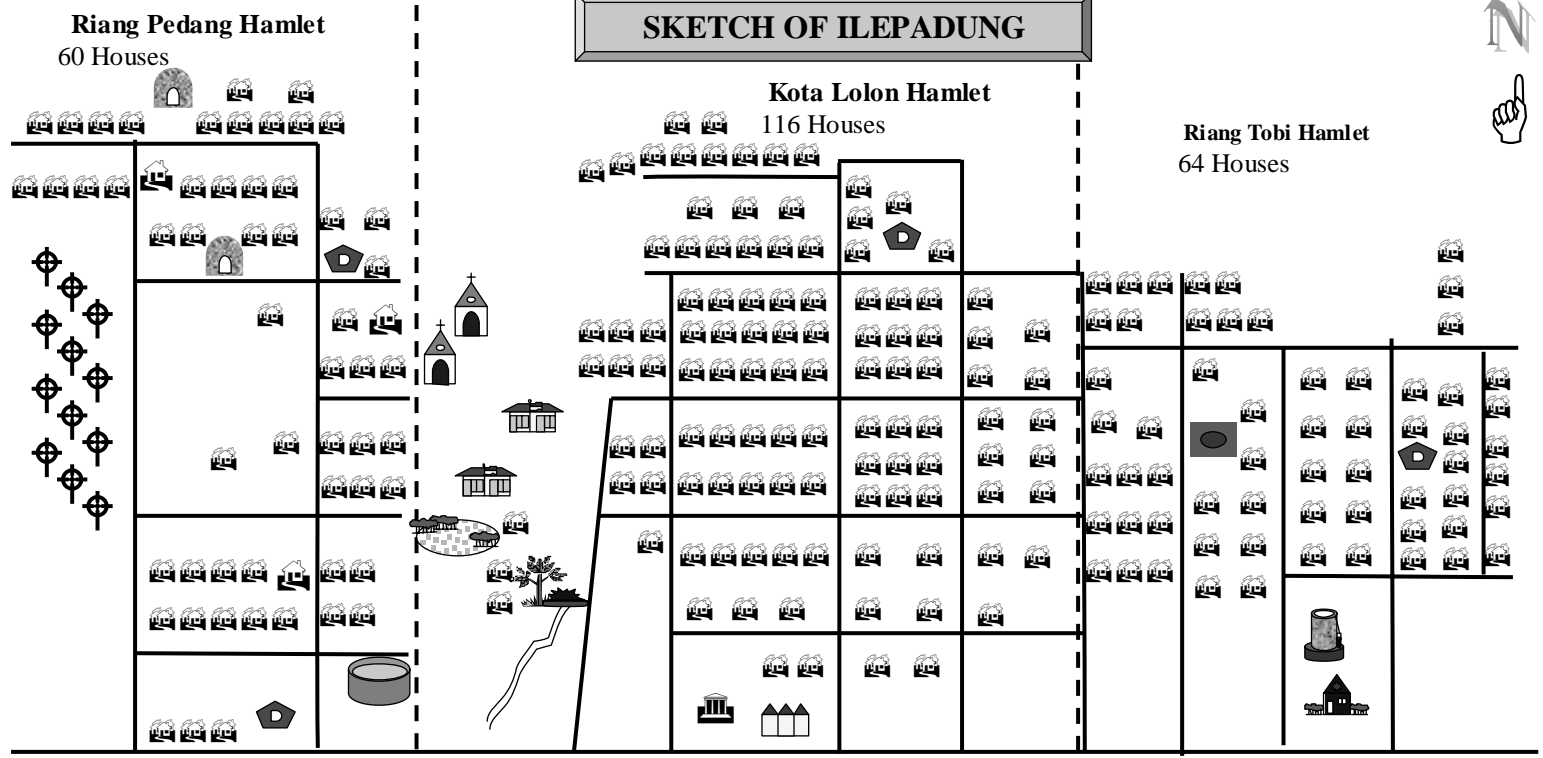 Riang Pedang Hamlet
60 Houses
SKETCH OF ILEPADUNG
N
Kota Lolon Hamlet
116 Houses
Riang Tobi Hamlet
64 Houses
D
D
D
D